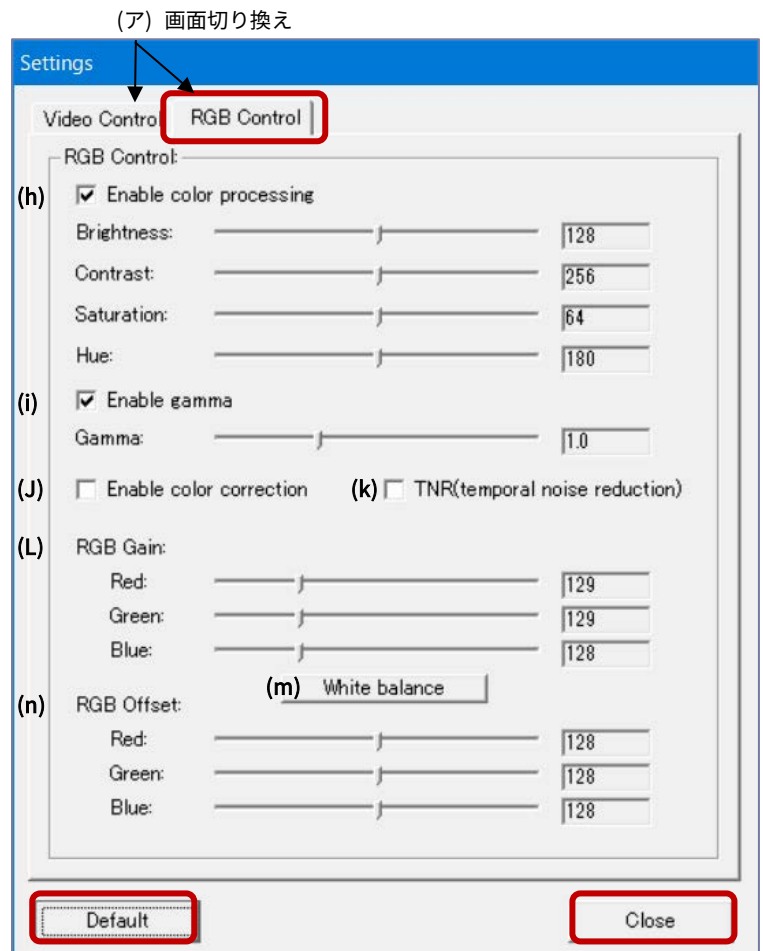 (ア) 画面切り換え
Settings
Video Control RGB Control
RGB Control:
(h) Enable color processing
Brightness: 128
Contrast: 256
Saturation: 64
Hue: 180
(i) Enable gamma
Gamma: 1.0
(J) Enable color correction (k) TNR(temporal noise reduction)
(L) RGB Gain:
Red: 129
Green: 129
Blue: 128
(m) White balance
(n) RGB Offset:
Red: 128
Green: 128
Blue: 128
Default Close